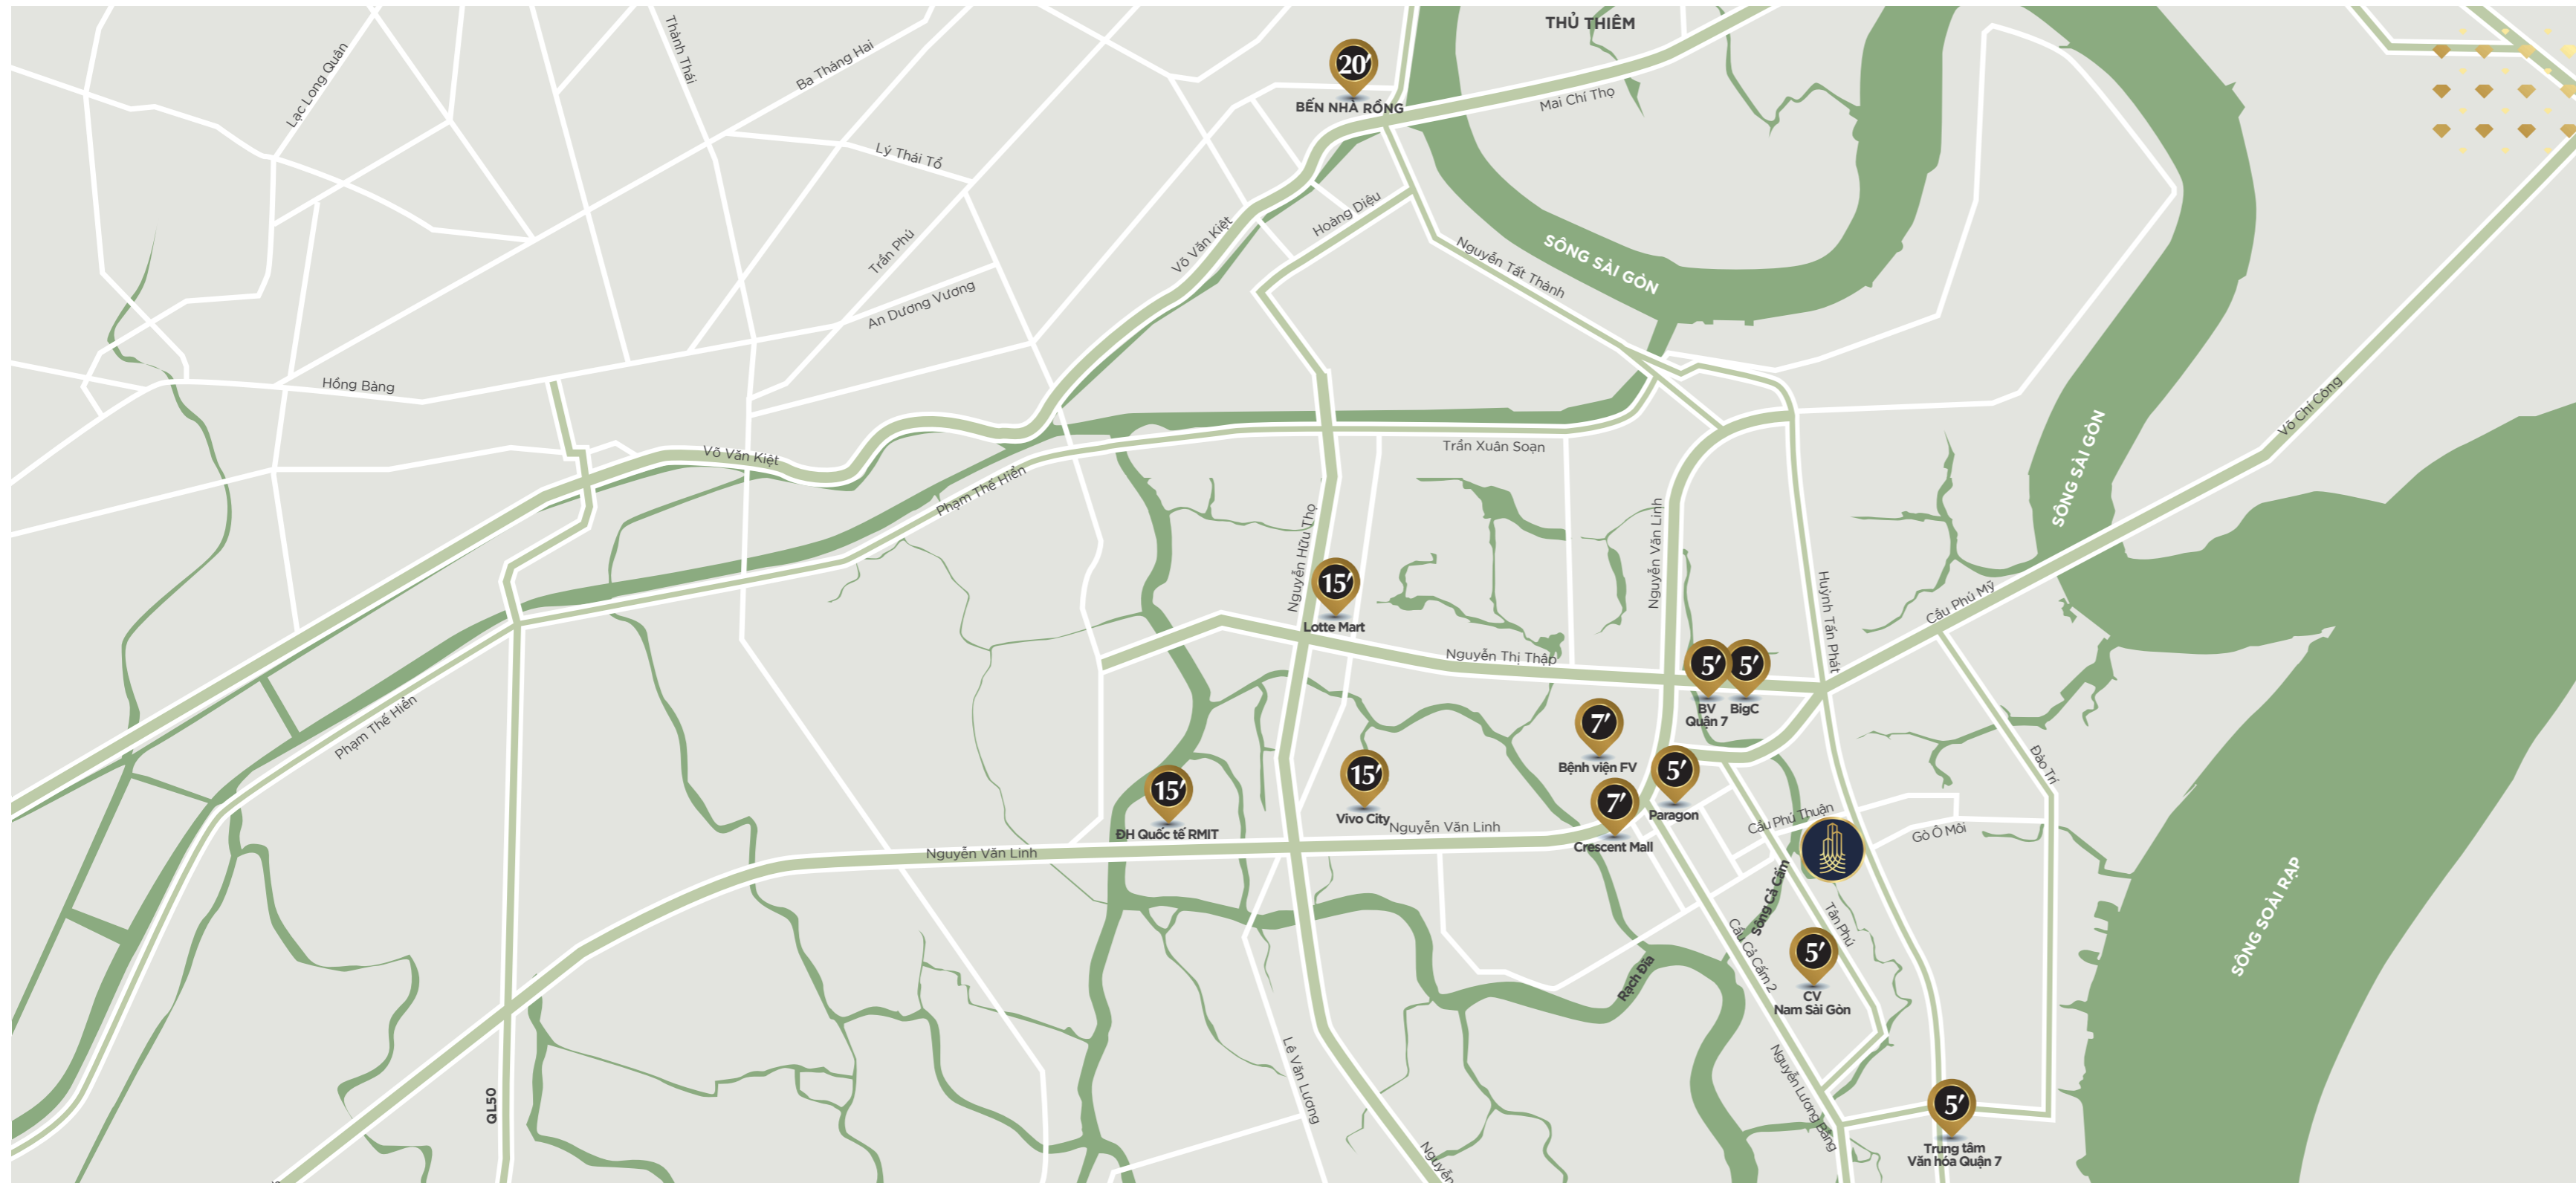 THỦ THIÊM
Thành Thái
Lạc Long Quân
Ba Tháng Hai
20'
BẾN NHÀ RỒNG
Mai Chí Thọ
Lý Thái Tổ
Hoàng Diệu
Trần Phú
Võ Văn Kiệt
Nguyễn Tất Thành
SÔNG SÀI GÒN
An Dương Vương
Hồng Bàng
Võ Chí Công
SÔNG SÀI GÒN
Võ Văn Kiệt
Trần Xuân Soạn
Phạm Thế Hiển
Nguyễn Hữu Thọ
Nguyễn Văn Linh
Huỳnh Tấn Phát
15'
Lotte Mart
Cầu Phú Mỹ
Nguyễn Thị Thập
5'
5'
BV
Quận 7
BigC
Phạm Thế Hiển
7'
Bệnh viện FV
5'
Paragon
Đào Trí
15'
ĐH Quốc tế RMIT
15'
Vivo City
7'
Crescent Mall
Nguyễn Văn Linh
Nguyễn Văn Linh
Cầu Phú Thuận
Gò Ô Môi
Sông Cả Cấm
Tân Phú
Cầu Cả Cấm 2
SÔNG SOÀI RẠP
5'
CV
Nam Sài Gòn
Rạch Đỉa
Lê Văn Lương
QL50
Nguyễn Lương Bằng
5'
Trung tâm
Văn hóa Quận 7
Nguyễn